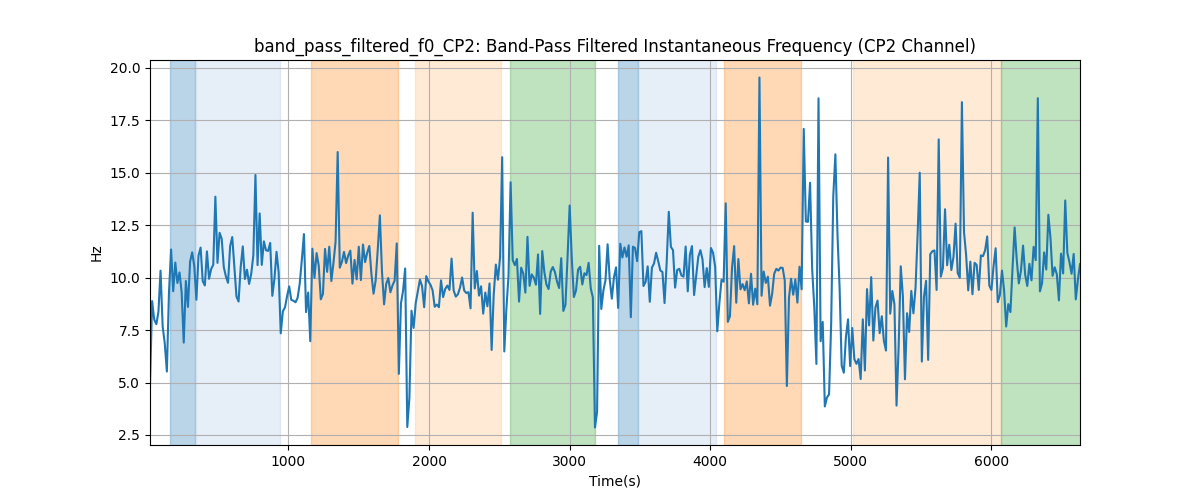 band_pass_filtered_f0_CP2: Band-Pass Filtered Instantaneous Frequency (CP2 Channel)
20.0
17.5
15.0
12.5
10.0
7.5
5.0
2.5
Hz
1000 2000 3000 4000 5000 6000
Time(s)